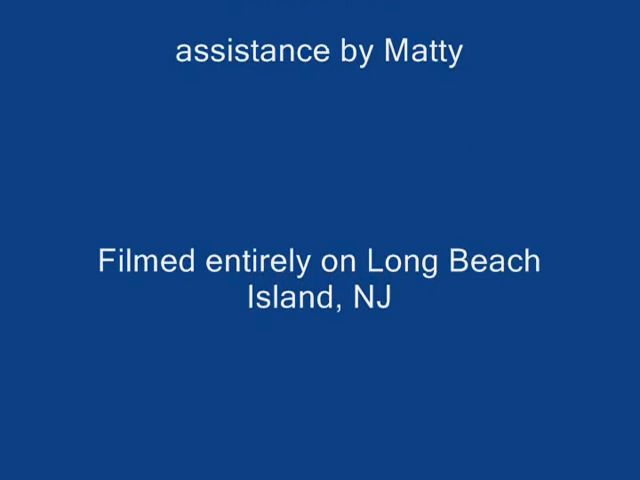 assistance by Matty
Filmed entirely on Long Beach
Island, NJ